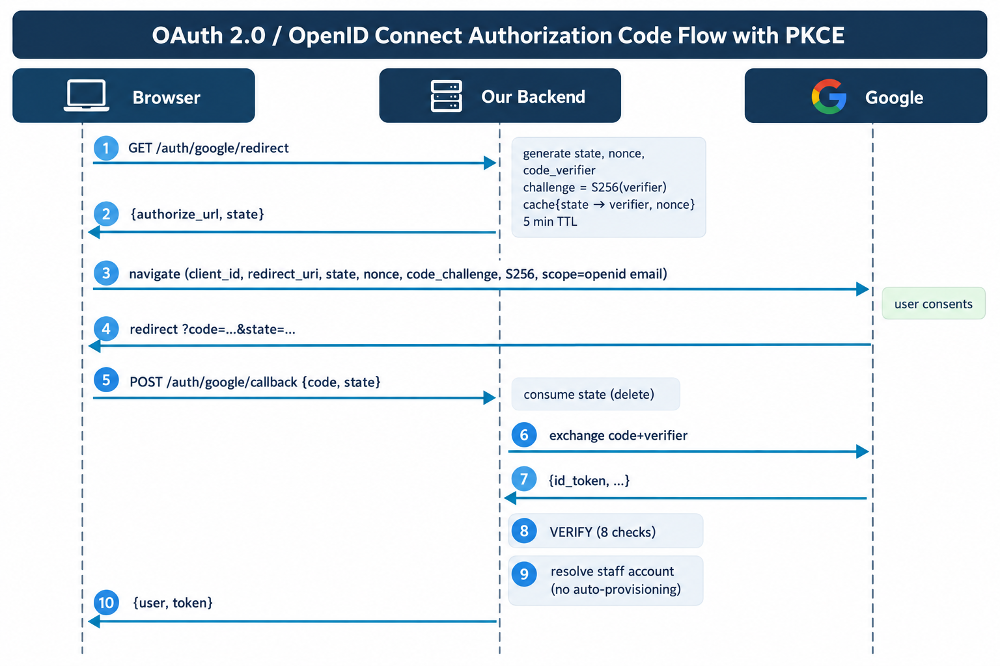 OAuth 2.0 / OpenID Connect Authorization Code Flow with PKCE
Browser
Our Backend
Google
1 GET /auth/google/redirect
generate state, nonce,
code_verifier
challenge = S256(verifier)
cache{state → verifier, nonce}
5 min TTL
2 {authorize_url, state}
3 navigate (client_id, redirect_uri, state, nonce, code_challenge, S256, scope=openid email)
user consents
4 redirect ?code=...&state=...
5 POST /auth/google/callback {code, state}
consume state (delete)
6 exchange code+verifier
7 {id_token, ...}
8 VERIFY (8 checks)
9 resolve staff account
(no auto-provisioning)
10 {user, token}